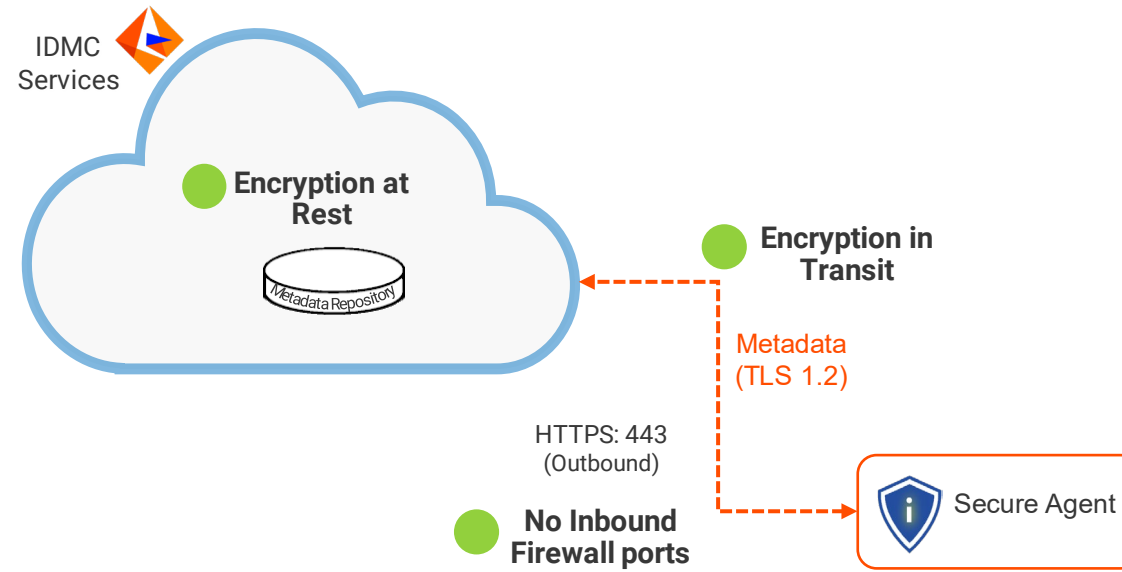 IDMC
Services
Encryption at
Rest
Metadata Repository
Encryption in
Transit
Metadata
(TLS 1.2)
HTTPS: 443
(Outbound)
No Inbound
Firewall ports
i
Secure Agent